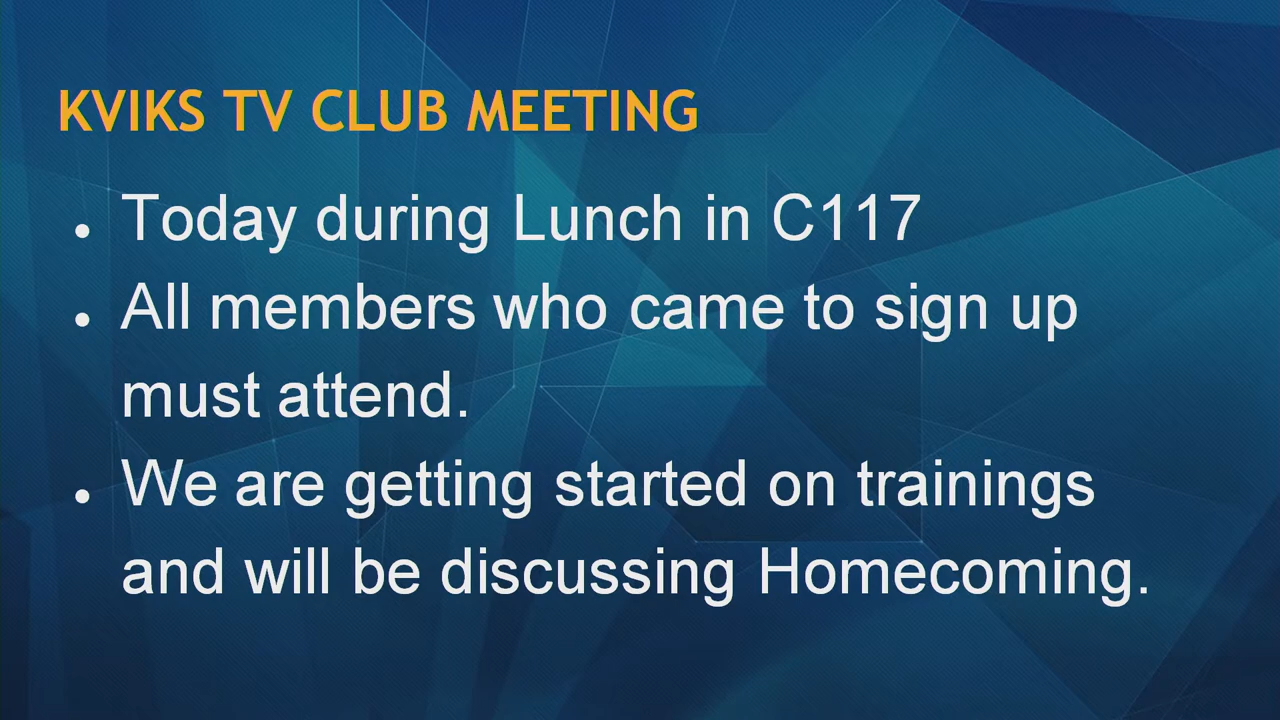 KVIKS TV CLUB MEETING
• Today during Lunch in C117
• All members who came to sign up
must attend.
• We are getting started on trainings
and will be discussing Homecoming.